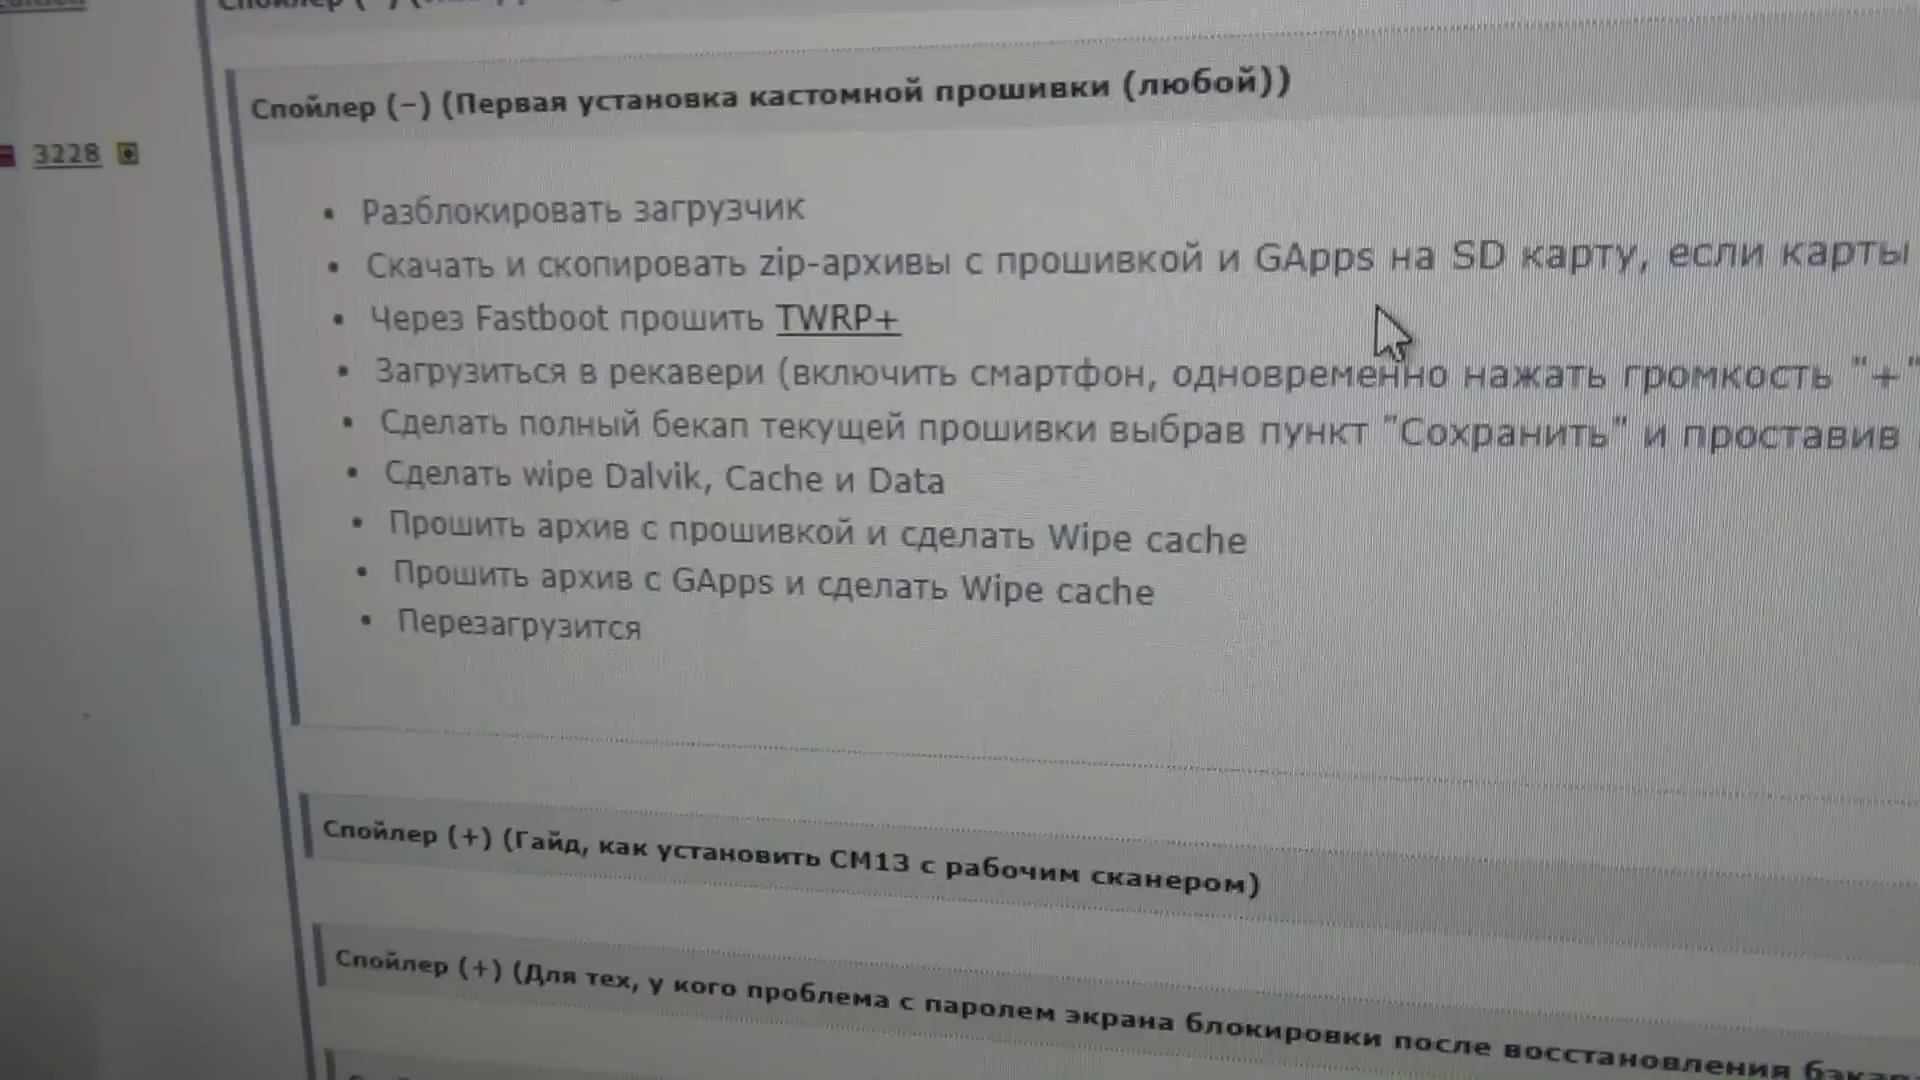 Спойлер (−) (Первая установка кастомной прошивки (любой))
3228
Разблокировать загрузчик
Скачать и скопировать zip-архивы с прошивкой и GApps на SD карту, если карты
Через Fastboot прошить TWRP+
Загрузиться в рекавери (включить смартфон, одновременно нажать громкость "+"
Сделать полный бекап текущей прошивки выбрав пункт "Сохранить" и проставив
Сделать wipe Dalvik, Cache и Data
Прошить архив с прошивкой и сделать Wipe cache
Прошить архив с GApps и сделать Wipe cache
Перезагрузится
Спойлер (+) (Гайд, как установить CM13 с рабочим сканером)
Спойлер (+) (Для тех, у кого проблема с паролем экрана блокировки после восстановления